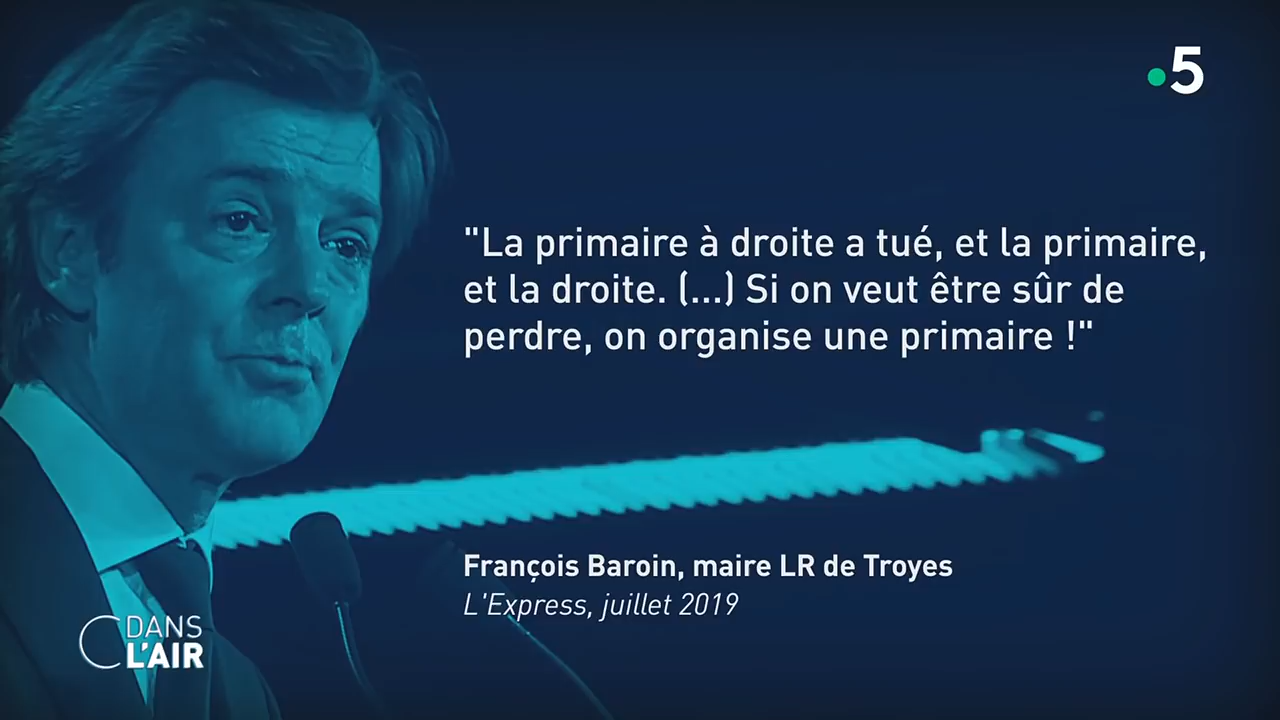 5
"La primaire à droite a tué, et la primaire,
et la droite. (...) Si on veut être sûr de
perdre, on organise une primaire !"
François Baroin, maire LR de Troyes
L'Express, juillet 2019
C DANS
L'AIR